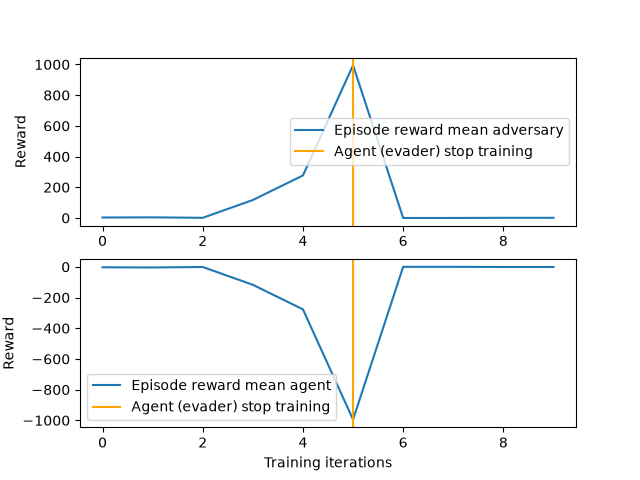 1000
800
600
400
200
0
Reward
Episode reward mean adversary
Agent (evader) stop training
0 2 4 6 8
0
−200
−400
−600
−800
−1000
Reward
Episode reward mean agent
Agent (evader) stop training
0 2 4 6 8
Training iterations